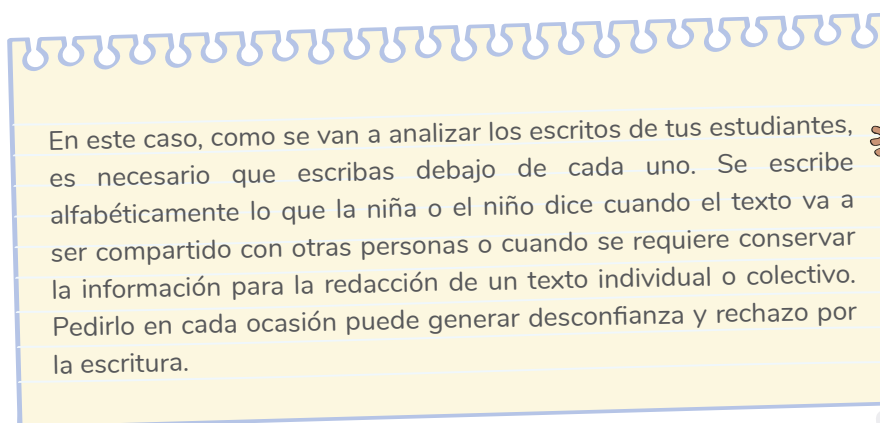 En este caso, como se van a analizar los escritos de tus estudiantes,
es necesario que escribas debajo de cada uno. Se escribe
alfabéticamente lo que la niña o el niño dice cuando el texto va a
ser compartido con otras personas o cuando se requiere conservar
la información para la redacción de un texto individual o colectivo.
Pedirlo en cada ocasión puede generar desconfianza y rechazo por
la escritura.